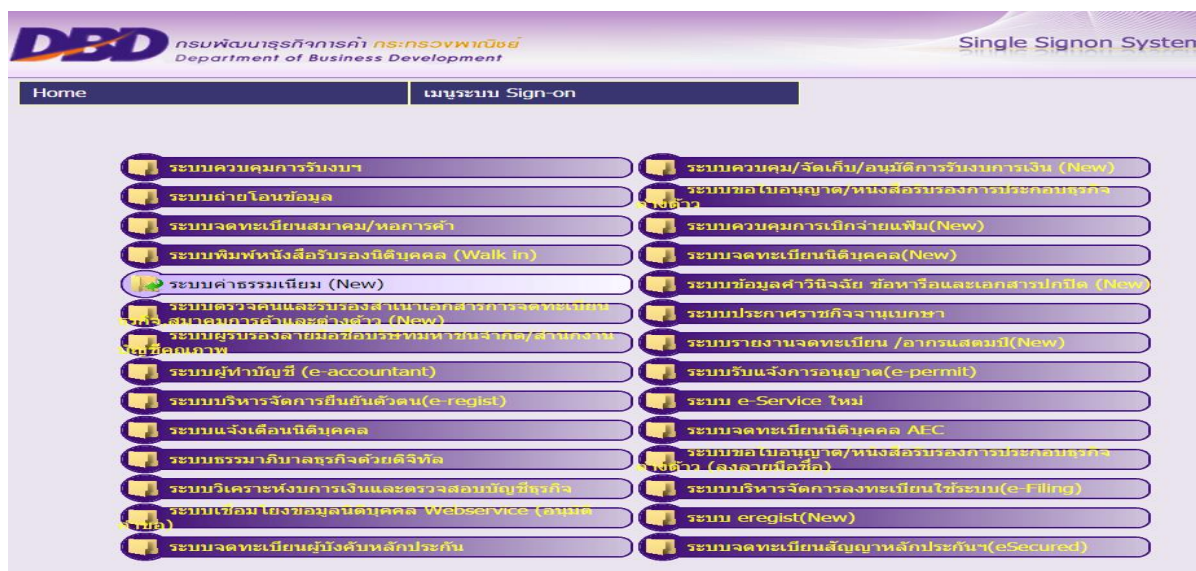 DBD
กรมพัฒนาธุรกิจการค้า กระทรวงพาณิชย์
Department of Business Development
Single Signon System
Home
เมนูระบบ Sign-on
ระบบควบคุมการรับงบฯ
ระบบควบคุม/จัดเก็บ/อนุมัติการรับงบการเงิน (New)
ระบบถ่ายโอนข้อมูล
ระบบขอใบอนุญาต/หนังสือรับรองการประกอบธุรกิจ
ต่างด้าว
ระบบจดทะเบียนสมาคม/หอการค้า
ระบบควบคุมการเบิกจ่ายแฟ้ม(New)
ระบบพิมพ์หนังสือรับรองนิติบุคคล (Walk in)
ระบบจดทะเบียนนิติบุคคล(New)
ระบบค่าธรรมเนียม (New)
ระบบข้อมูลคำวินิจฉัย ข้อหารือและเอกสารปกปิด (New)
ระบบตรวจค้นและรับรองสำเนาเอกสารการจดทะเบียน
ธุรกิจ สมาคมการค้าและต่างด้าว (New)
ระบบประกาศราชกิจจานุเบกษา
ระบบผู้รับรองลายมือชื่อบริษัทมหาชนจำกัด/สำนักงาน
บัญชีคุณภาพ
ระบบรายงานจดทะเบียน /อากรแสตมป์(New)
ระบบผู้ทำบัญชี (e-accountant)
ระบบรับแจ้งการอนุญาต(e-permit)
ระบบบริหารจัดการยืนยันตัวตน(e-regist)
ระบบ e-Service ใหม่
ระบบแจ้งเตือนนิติบุคคล
ระบบจดทะเบียนนิติบุคคล AEC
ระบบธรรมาภิบาลธุรกิจด้วยดิจิทัล
ระบบขอใบอนุญาต/หนังสือรับรองการประกอบธุรกิจ
ต่างด้าว (ลงลายมือชื่อ)
ระบบวิเคราะห์งบการเงินและตรวจสอบบัญชีธุรกิจ
ระบบบริหารจัดการลงทะเบียนใช้ระบบ(e-Filing)
ระบบเชื่อมโยงข้อมูลนิติบุคคล Webservice (อนุมัติ
คำขอ)
ระบบ eregist(New)
ระบบจดทะเบียนผู้บังคับหลักประกัน
ระบบจดทะเบียนสัญญาหลักประกันฯ(eSecured)